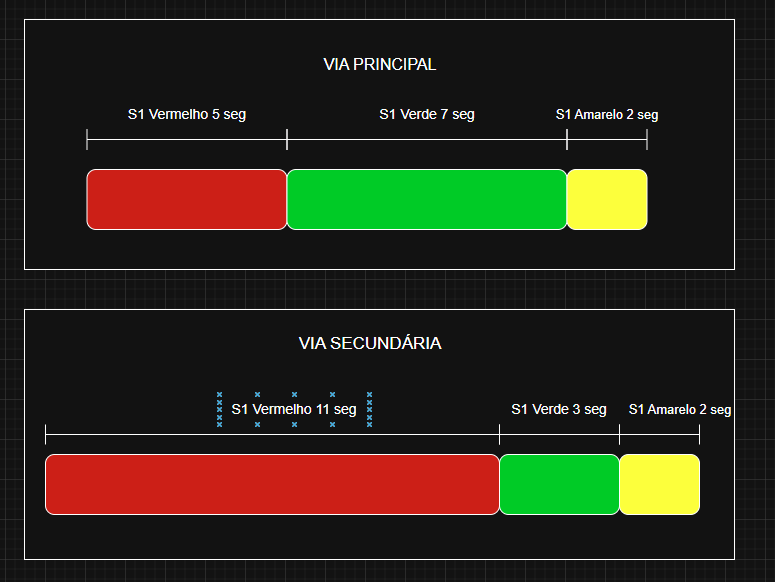 VIA PRINCIPAL
S1 Vermelho 5 seg
S1 Verde 7 seg
S1 Amarelo 2 seg
VIA SECUNDÁRIA
S1 Vermelho 11 seg
S1 Verde 3 seg
S1 Amarelo 2 seg